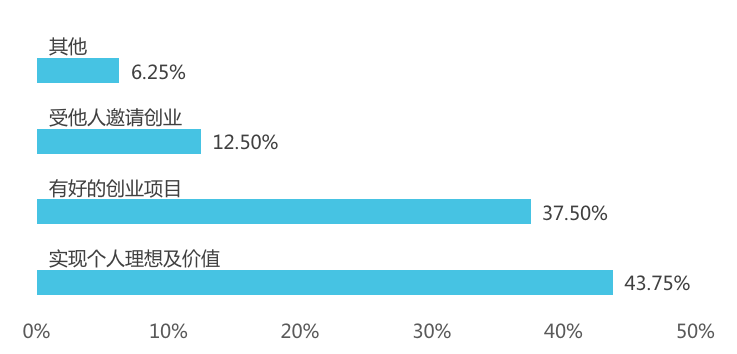 其他
6.25%
受他人邀请创业
12.50%
有好的创业项目
37.50%
实现个人理想及价值
43.75%
0% 10% 20% 30% 40% 50%